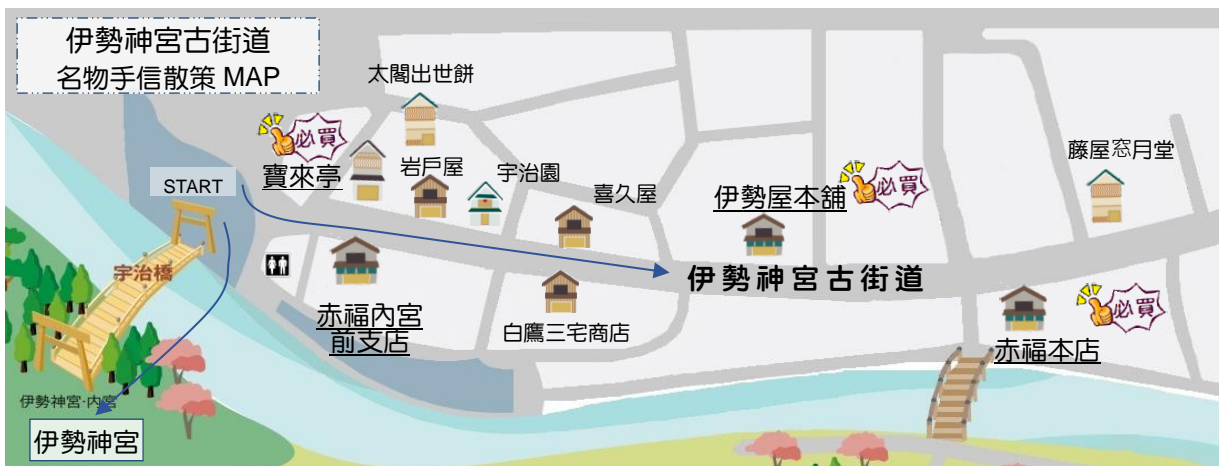 伊勢神宮古街道
名物手信散策 MAP
太閣出世餅
必買
寶來亭
岩戶屋
宇治園
START
喜久屋
伊勢屋本舖
必買
藤屋窓月堂
宇治橋
伊勢神宮古街道
赤福內宮
前支店
白鷹三宅商店
必買
赤福本店
伊勢神宮·内宮
伊勢神宮